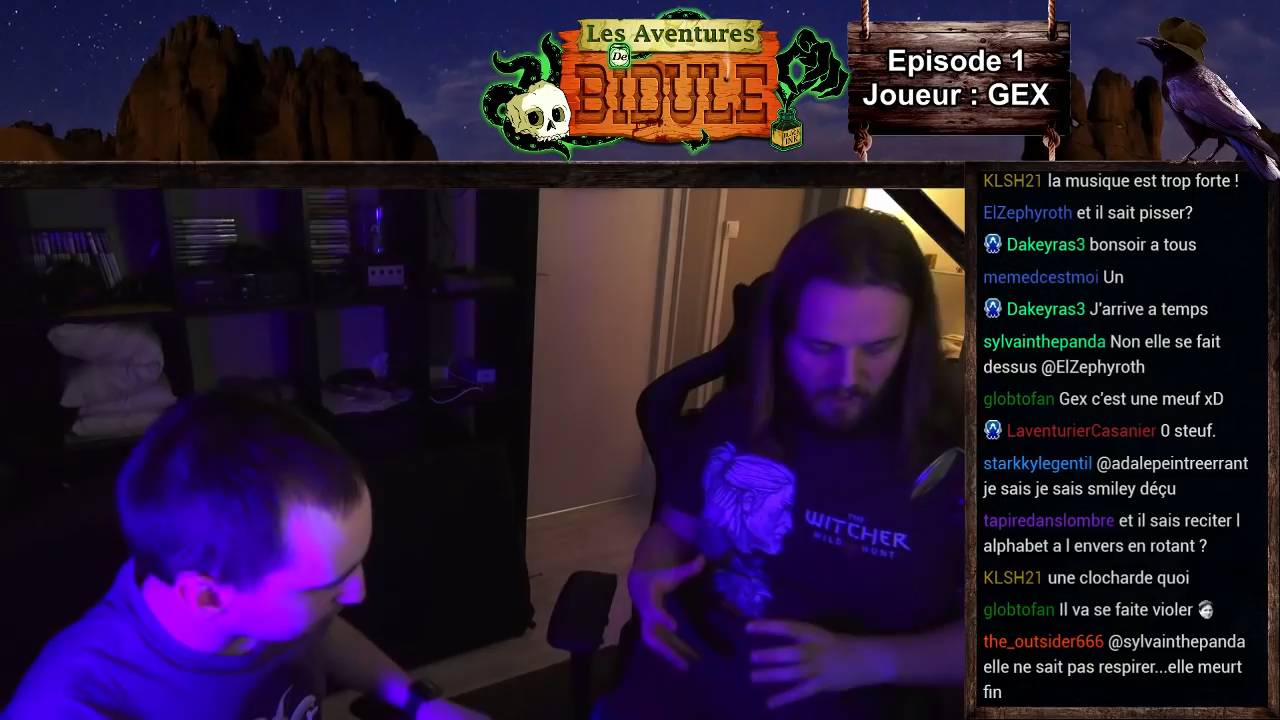 Les Aventures
De
BIDULE
BLACK
INK
Episode 1
Joueur : GEX
KLSH21 la musique est trop forte !
ElZephyroth et il sait pisser?
Dakeyras3 bonsoir a tous
memedcestmoi Un
Dakeyras3 J'arrive a temps
sylvainthepanda Non elle se fait
dessus @ElZephyroth
globtofan Gex c'est une meuf xD
LaventurierCasanier 0 steuf.
starkkylegentil @adalepeintreerrant
je sais je sais smiley déçu
tapiredanslombre et il sais reciter l
alphabet a l envers en rotant ?
KLSH21 une clocharde quoi
globtofan Il va se faite violer
the_outsider666 @sylvainthepanda
elle ne sait pas respirer...elle meurt
fin
THE
WITCHER
WILD HUNT